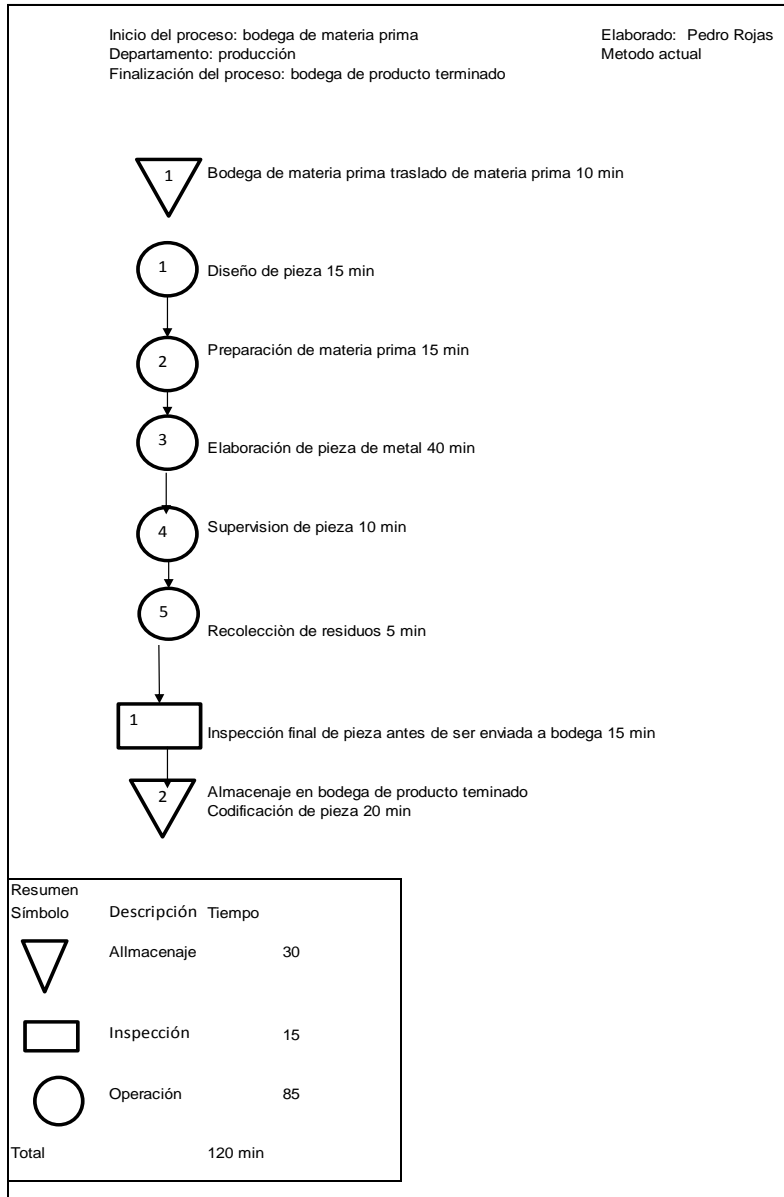 Inicio del proceso: bodega de materia prima Elaborado: Pedro Rojas
Departamento: producción Metodo actual
Finalización del proceso: bodega de producto terminado
1 Bodega de materia prima traslado de materia prima 10 min
1 Diseño de pieza 15 min
2 Preparación de materia prima 15 min
3 Elaboración de pieza de metal 40 min
4 Supervision de pieza 10 min
5 Recolecciòn de residuos 5 min
1 Inspección final de pieza antes de ser enviada a bodega 15 min
2 Almacenaje en bodega de producto teminado
Codificación de pieza 20 min
Resumen
Símbolo Descripción Tiempo
Allmacenaje 30
Inspección 15
Operación 85
Total 120 min